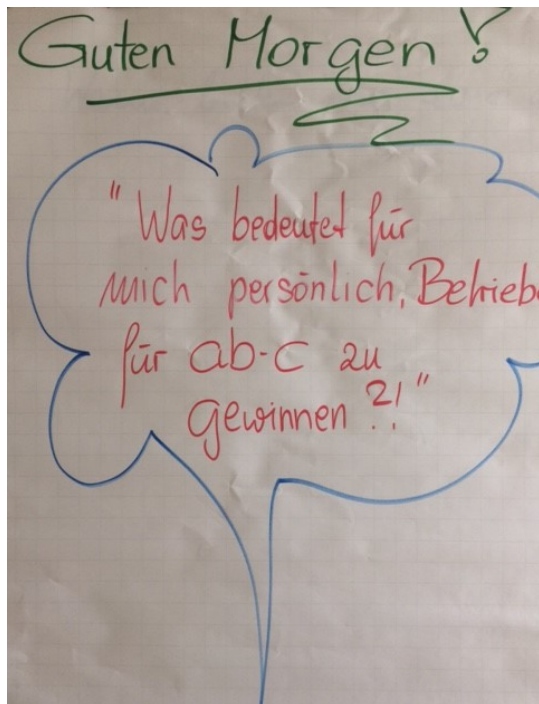 Guten Morgen!
"Was bedeutet für
mich persönlich, Betrieb
für ab-c zu
gewinnen ?!"